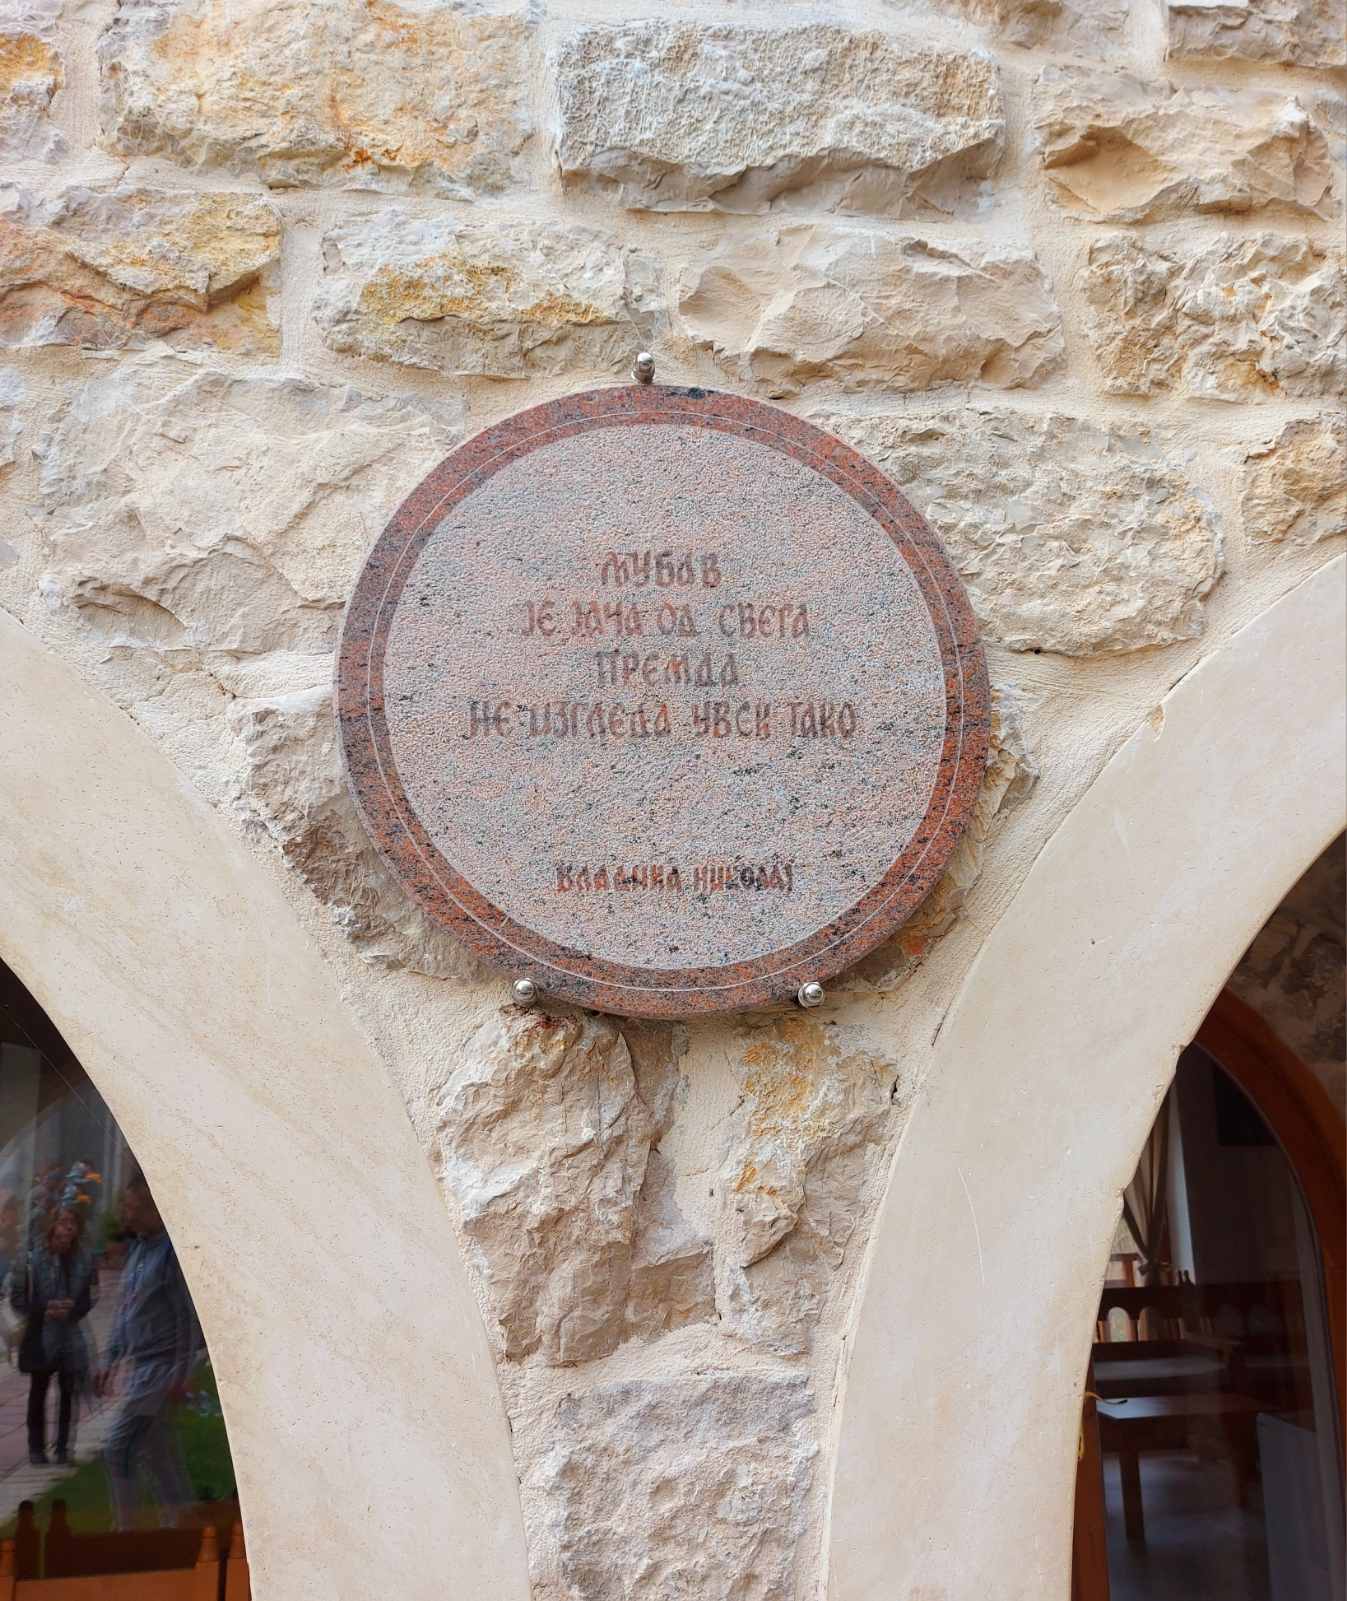 ЉУБАВ
ЈЕ ЈАЧА ОД СВЕГА
ПРЕМДА
НЕ ИЗГЛЕДА УВЕК ТАКО
ВЛАДИКА НИКОЛАЈ